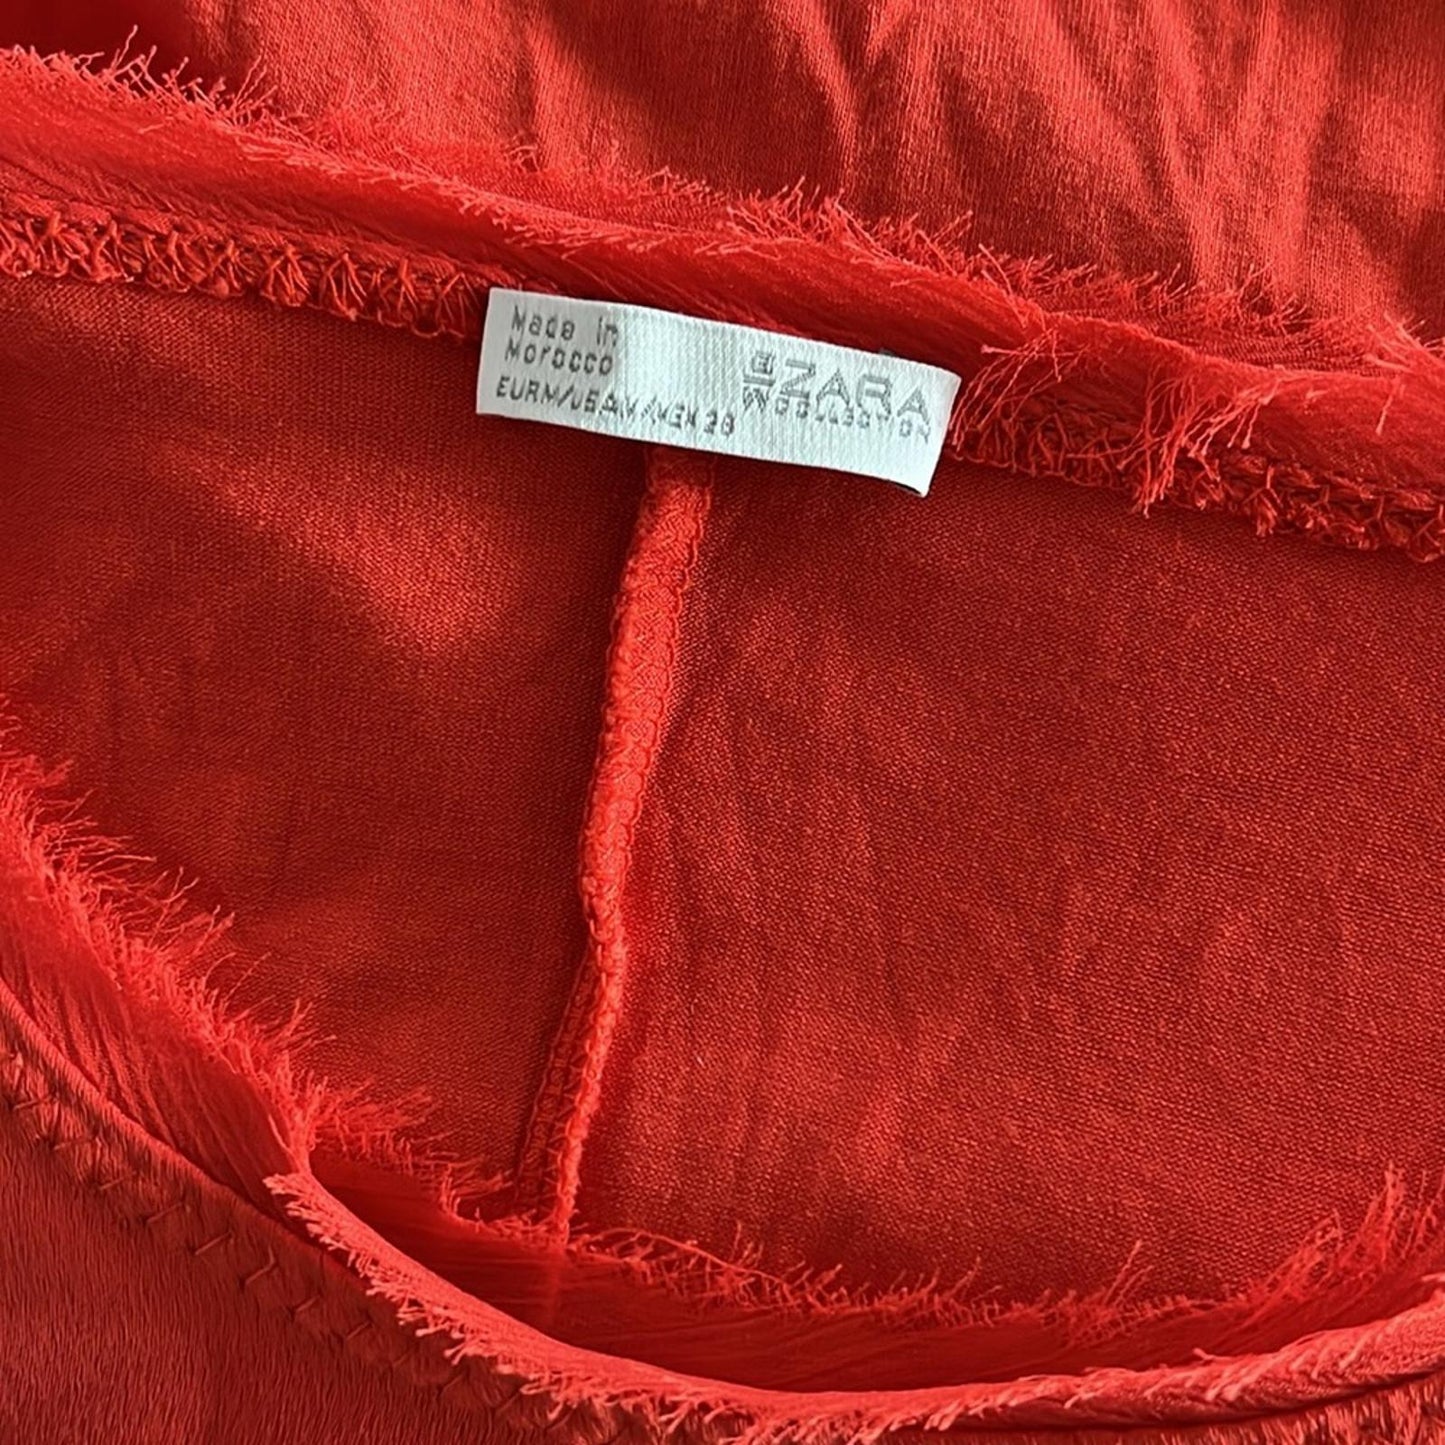 Made in
Morocco
EUR M/USA M/MEX 28
ZARA
COLLECTION